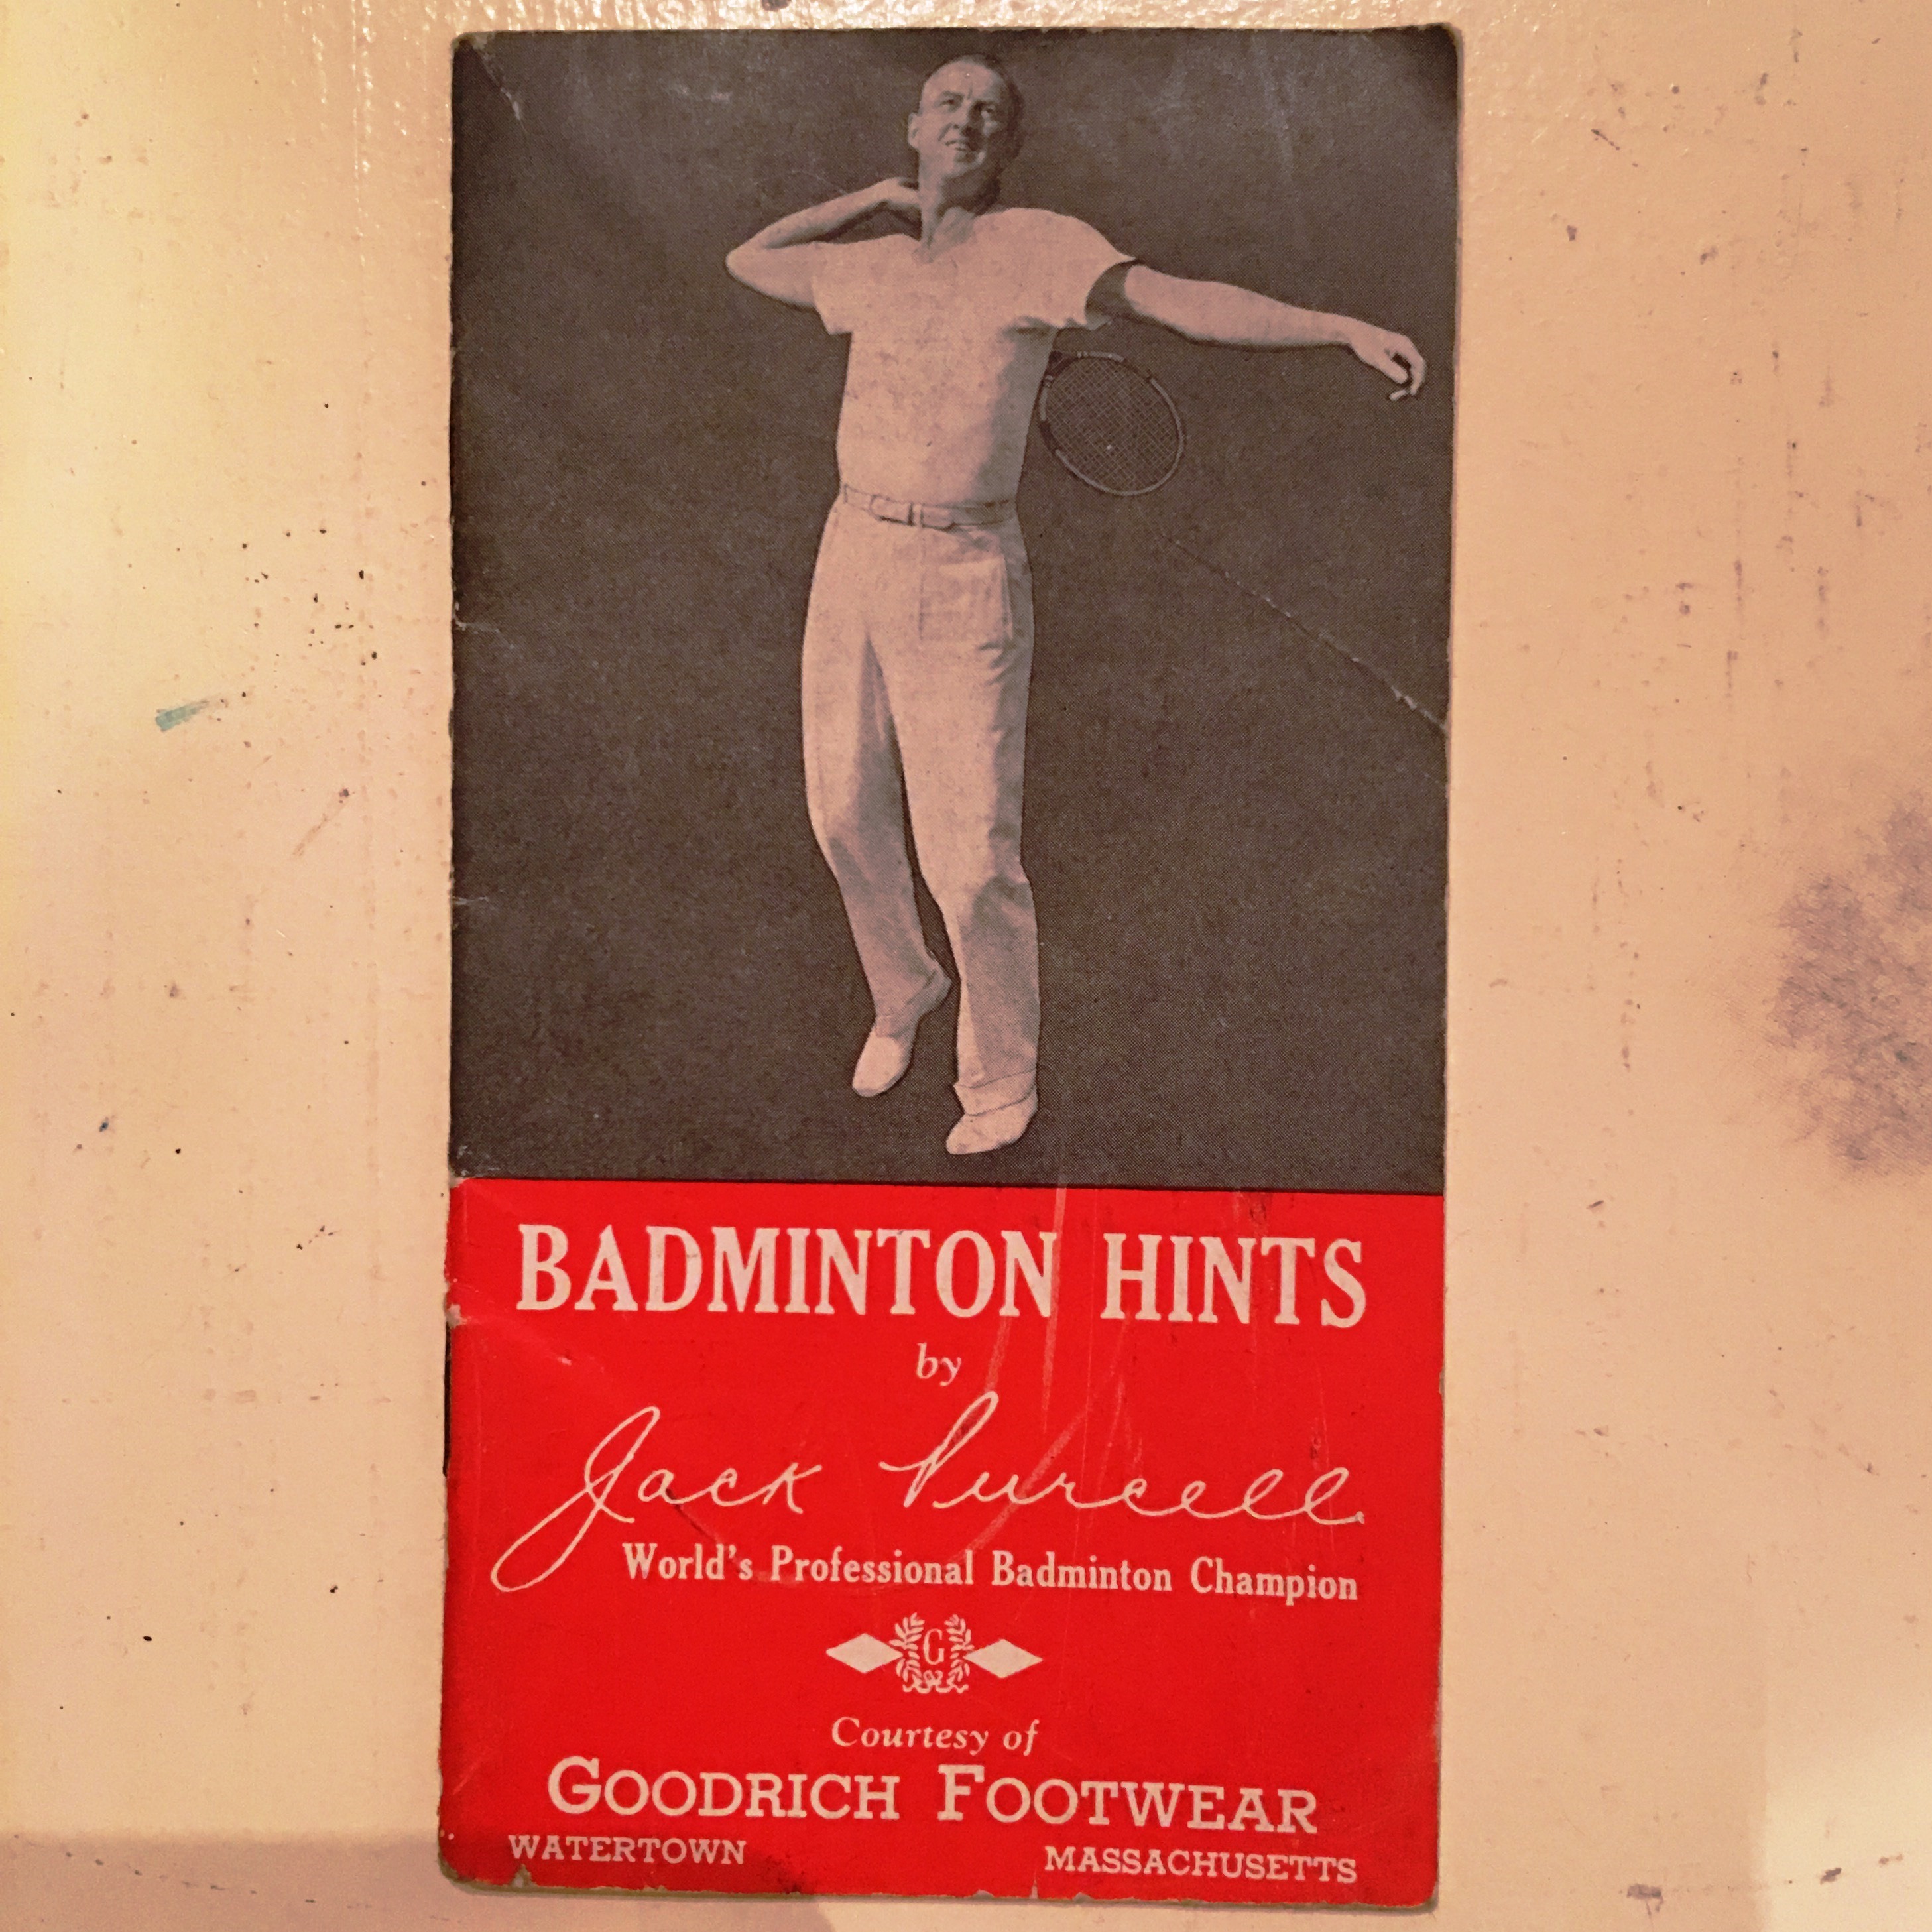 BADMINTON HINTS
by
Jack Purcell
World's Professional Badminton Champion
G
Courtesy of
GOODRICH FOOTWEAR
WATERTOWN MASSACHUSETTS